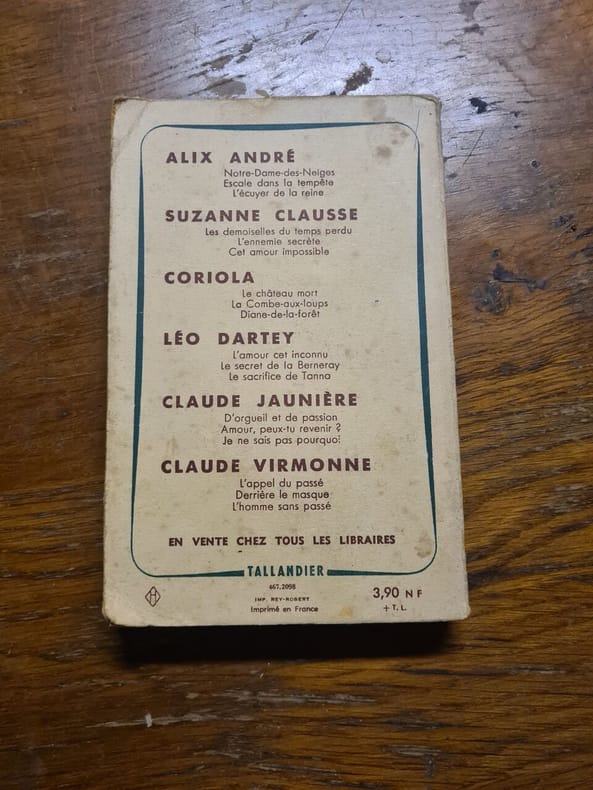 ALIX ANDRÉ
Notre-Dame-des-Neiges
Escale dans la tempête
L'écuyer de la reine
SUZANNE CLAUSSE
Les demoiselles du temps perdu
L'ennemie secrète
Cet amour impossible
CORIOLA
Le château mort
La Combe-aux-loups
Diane-de-la-forêt
LÉO DARTEY
L'amour cet inconnu
Le secret de la Berneray
Le sacrifice de Tanna
CLAUDE JAUNIÈRE
D'orgueil et de passion
Amour, peux-tu revenir ?
Je ne sais pas pourquoi
CLAUDE VIRMONNE
L'appel du passé
Derrière le masque
L'homme sans passé
EN VENTE CHEZ TOUS LES LIBRAIRES
TALLANDIER
467.2098
IMP. REY-ROBERT
Imprimé en France
3,90 NF
+ T. L.